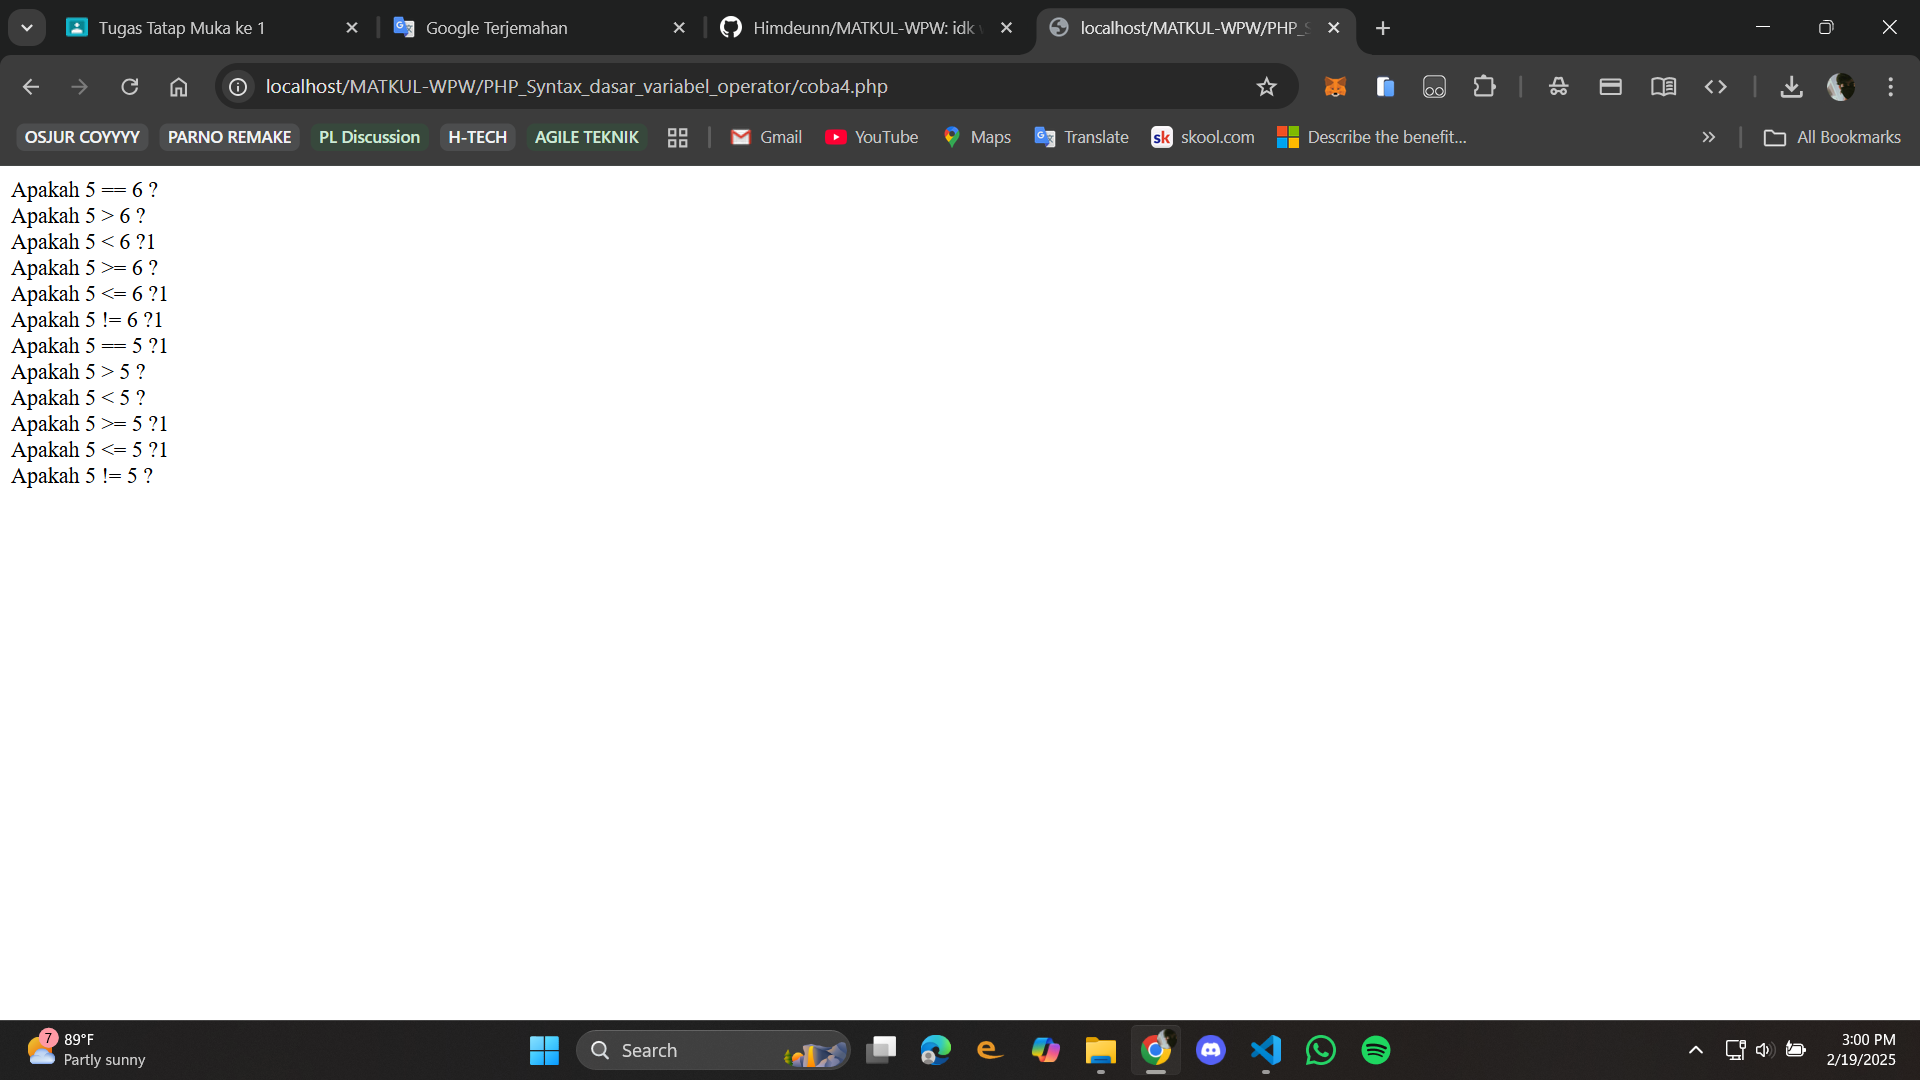 Tugas Tatap Muka ke 1
Google Terjemahan
Himdeunn/MATKUL-WPW: idk
localhost/MATKUL-WPW/PHP_S
localhost/MATKUL-WPW/PHP_Syntax_dasar_variabel_operator/coba4.php
OSJUR COYYYY
PARNO REMAKE
PL Discussion
H-TECH
AGILE TEKNIK
Gmail
YouTube
Maps
Translate
sk skool.com
Describe the benefit...
All Bookmarks
Apakah 5 == 6 ?
Apakah 5 > 6 ?
Apakah 5 < 6 ?1
Apakah 5 >= 6 ?
Apakah 5 <= 6 ?1
Apakah 5 != 6 ?1
Apakah 5 == 5 ?1
Apakah 5 > 5 ?
Apakah 5 < 5 ?
Apakah 5 >= 5 ?1
Apakah 5 <= 5 ?1
Apakah 5 != 5 ?
7
89°F
Partly sunny
Search
3:00 PM
2/19/2025